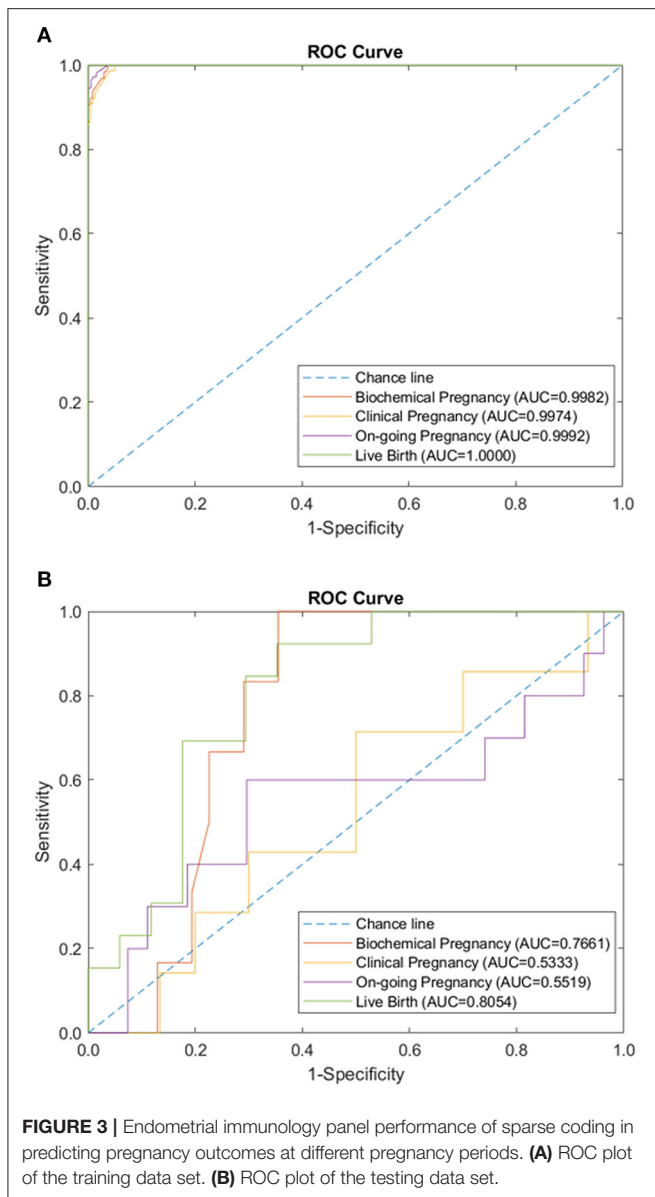 A
ROC Curve
1.0
0.8
0.6
0.4
0.2
0.0
Sensitivity
Chance line
Biochemical Pregnancy (AUC=0.9982)
Clinical Pregnancy (AUC=0.9974)
On-going Pregnancy (AUC=0.9992)
Live Birth (AUC=1.0000)
0.0 0.2 0.4 0.6 0.8 1.0
1-Specificity
B
ROC Curve
1.0
0.8
0.6
0.4
0.2
0.0
Sensitivity
Chance line
Biochemical Pregnancy (AUC=0.7661)
Clinical Pregnancy (AUC=0.5333)
On-going Pregnancy (AUC=0.5519)
Live Birth (AUC=0.8054)
0.0 0.2 0.4 0.6 0.8 1.0
1-Specificity
FIGURE 3 | Endometrial immunology panel performance of sparse coding in
predicting pregnancy outcomes at different pregnancy periods. (A) ROC plot
of the training data set. (B) ROC plot of the testing data set.